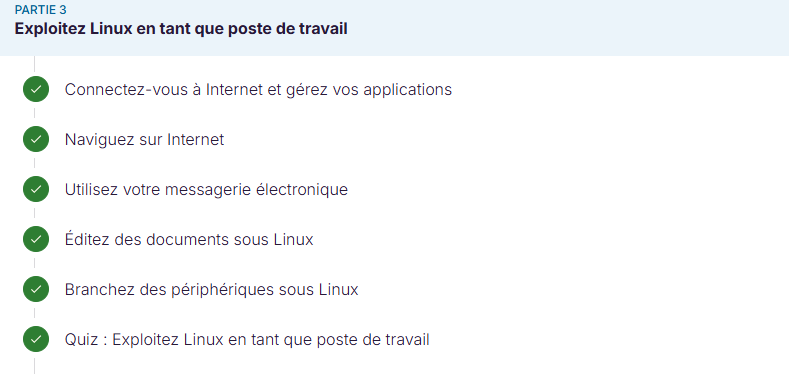 PARTIE 3
Exploitez Linux en tant que poste de travail
Connectez-vous à Internet et gérez vos applications
Naviguez sur Internet
Utilisez votre messagerie électronique
Éditez des documents sous Linux
Branchez des périphériques sous Linux
Quiz : Exploitez Linux en tant que poste de travail